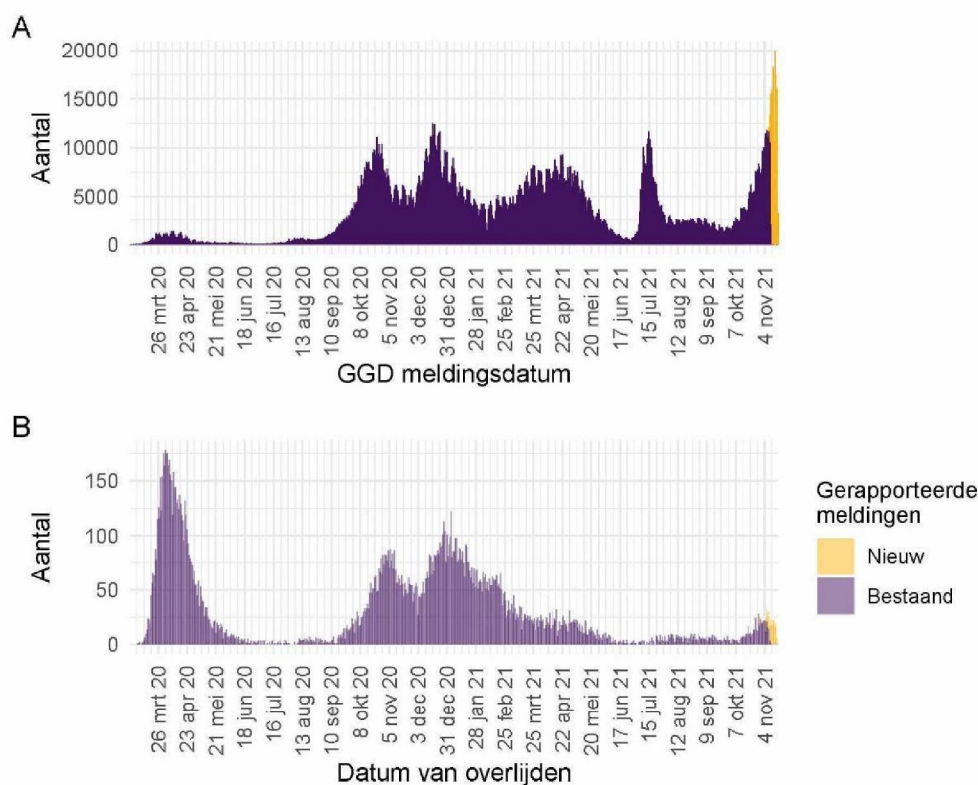 A
Aantal
20000
15000
10000
5000
0
26 mrt 20
23 apr 20
21 mei 20
18 jun 20
16 jul 20
13 aug 20
10 sep 20
8 okt 20
5 nov 20
3 dec 20
31 dec 20
28 jan 21
25 feb 21
25 mrt 21
22 apr 21
20 mei 21
17 jun 21
15 jul 21
12 aug 21
9 sep 21
7 okt 21
4 nov 21
GGD meldingsdatum
B
Aantal
150
100
50
0
26 mrt 20
23 apr 20
21 mei 20
18 jun 20
16 jul 20
13 aug 20
10 sep 20
8 okt 20
5 nov 20
3 dec 20
31 dec 20
28 jan 21
25 feb 21
25 mrt 21
22 apr 21
20 mei 21
17 jun 21
15 jul 21
12 aug 21
9 sep 21
7 okt 21
4 nov 21
Datum van overlijden
Gerapporteerde
meldingen
Nieuw
Bestaand